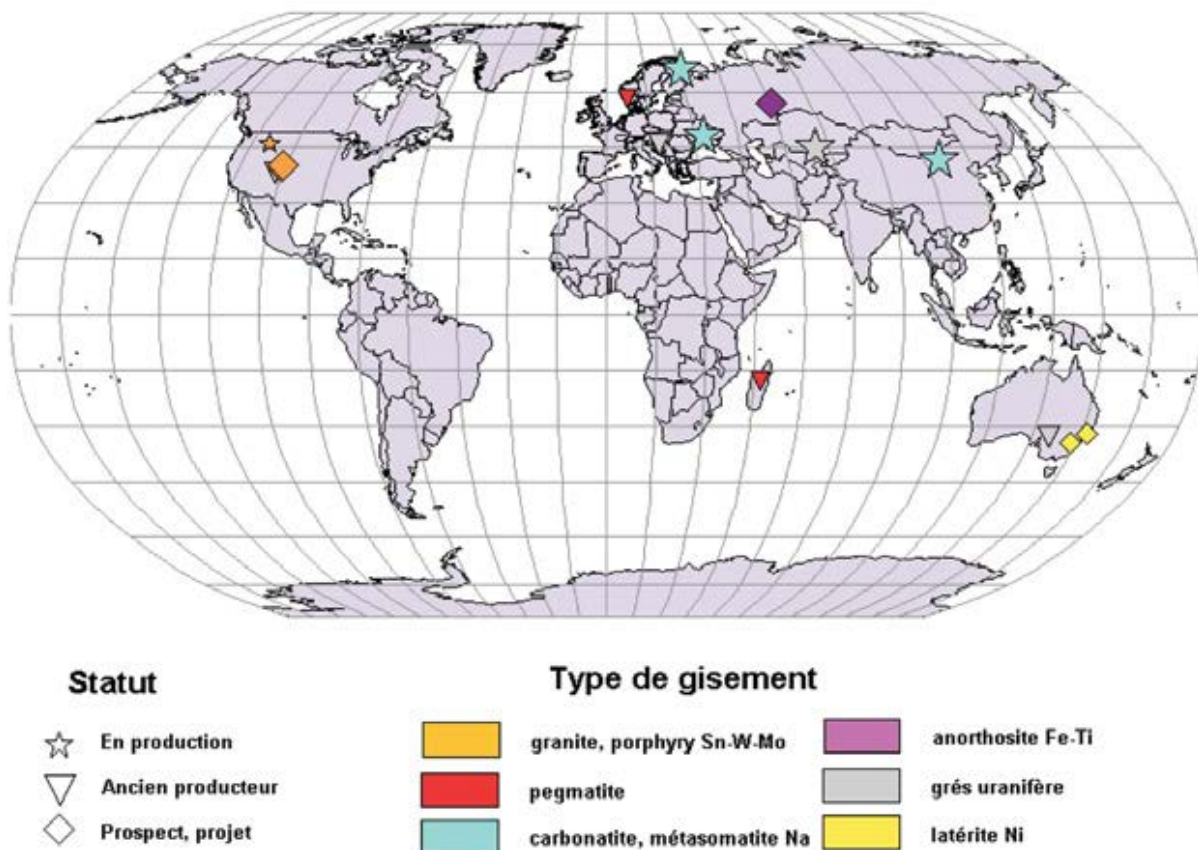 Statut
Type de gisement
En production
granite, porphyry Sn-W-Mo
anorthosite Fe-Ti
Ancien producteur
pegmatite
grés uranifère
Prospect, projet
carbonatite, métasomatite Na
latérite Ni